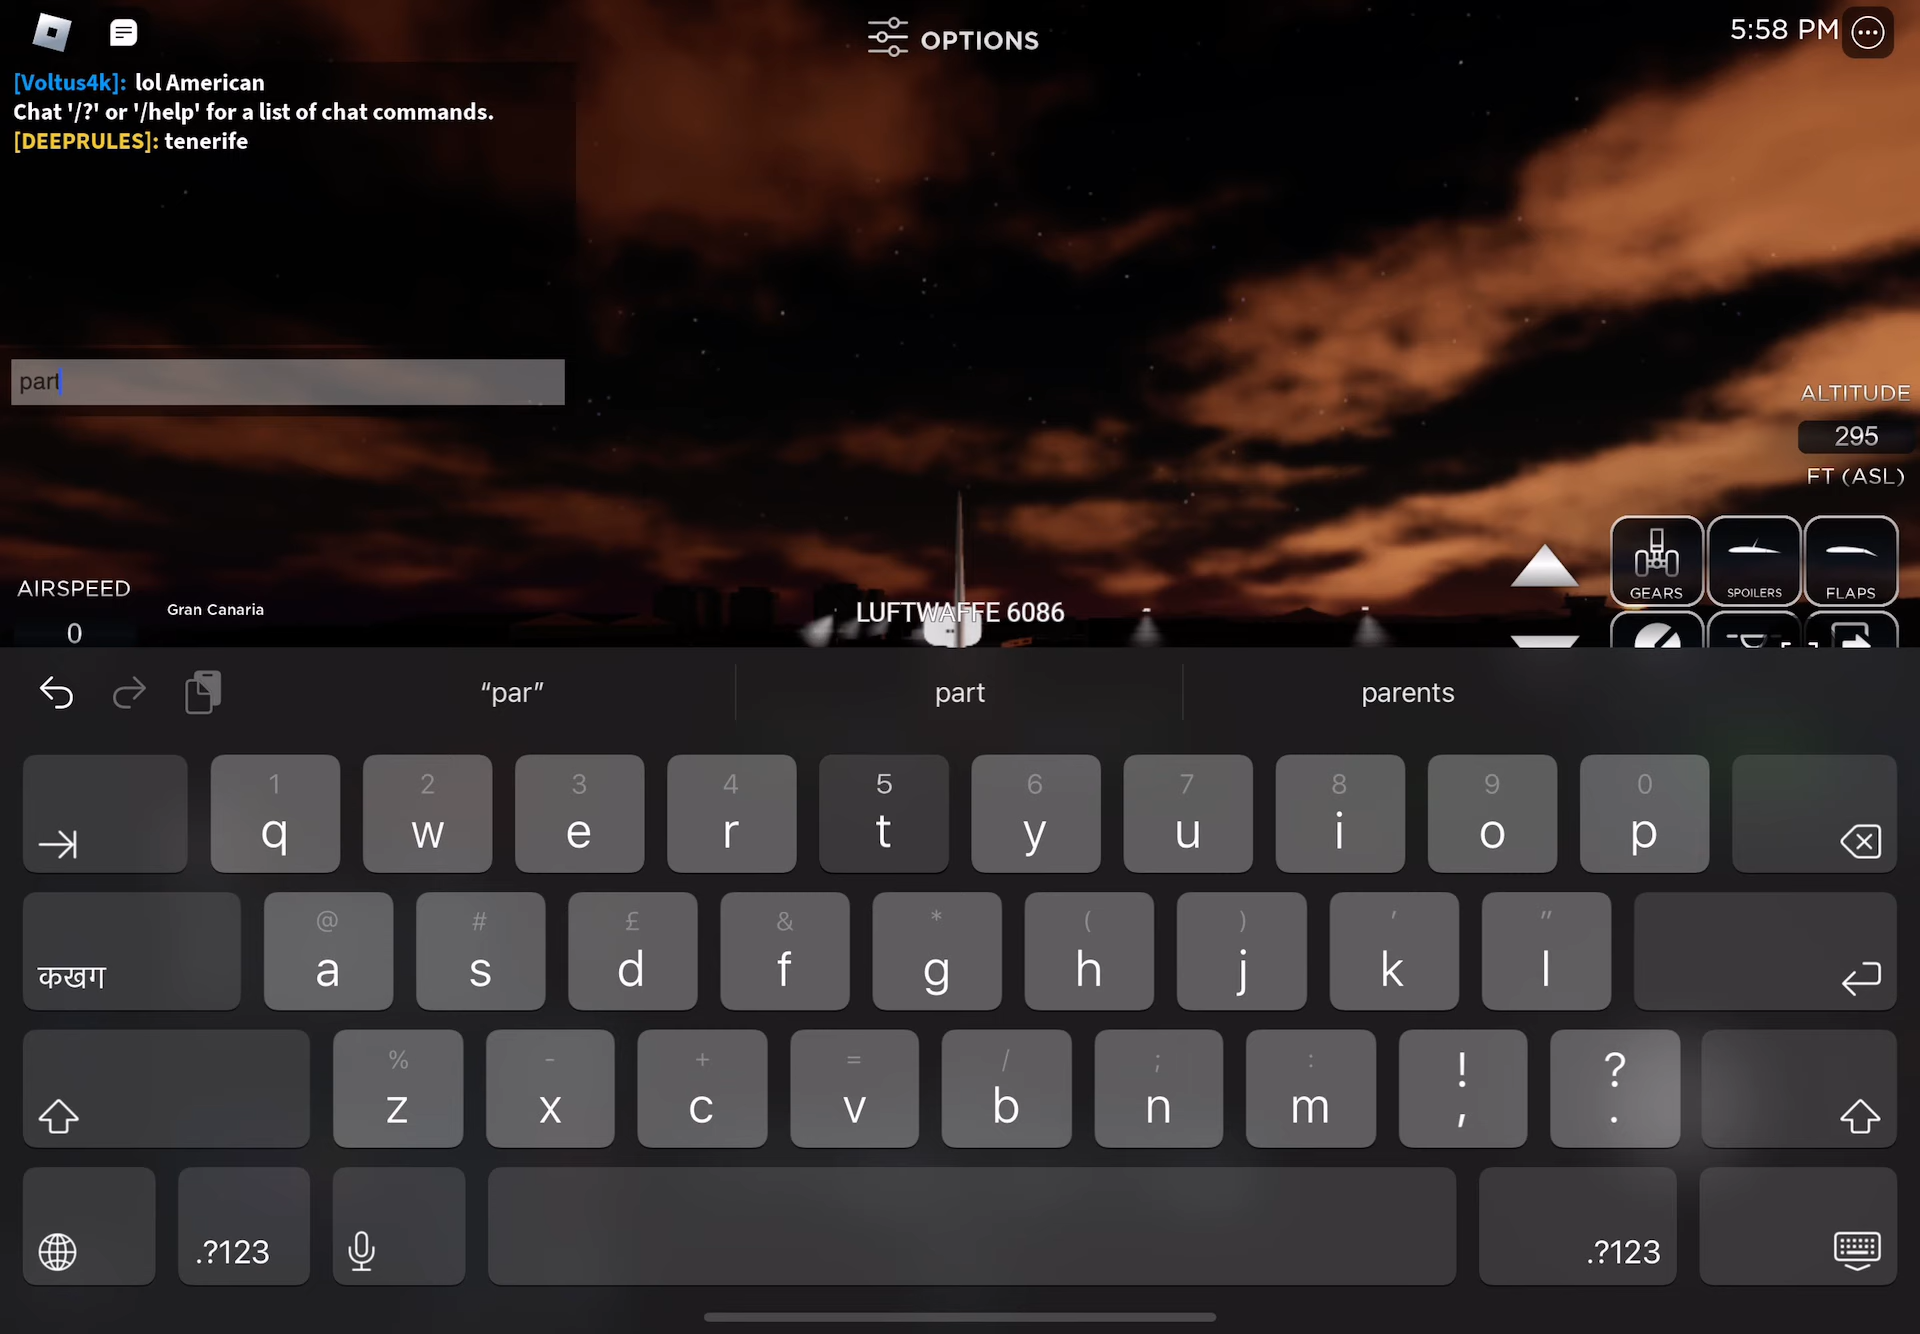 OPTIONS
5:58 PM
[Voltus4k]: lol American
Chat '/?' or '/help' for a list of chat commands.
[DEEPRULES]: tenerife
part
ALTITUDE
295
FT (ASL)
GEARS SPOILERS FLAPS
AIRSPEED
0
Gran Canaria
LUFTWAFFE 6086
“par” part parents
1 2 3 4 5 6 7 8 9 0
q w e r t y u i o p
@ # £ & * ( ) ' "
कखग a s d f g h j k l
% - + = / ; : ! ?
z x c v b n m , .
.?123 .?123